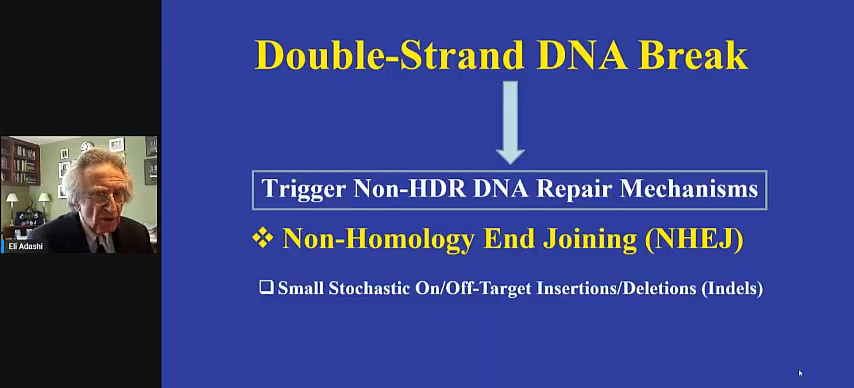 Double-Strand DNA Break
Trigger Non-HDR DNA Repair Mechanisms
❖ Non-Homology End Joining (NHEJ)
❑ Small Stochastic On/Off-Target Insertions/Deletions (Indels)
Eli Adashi